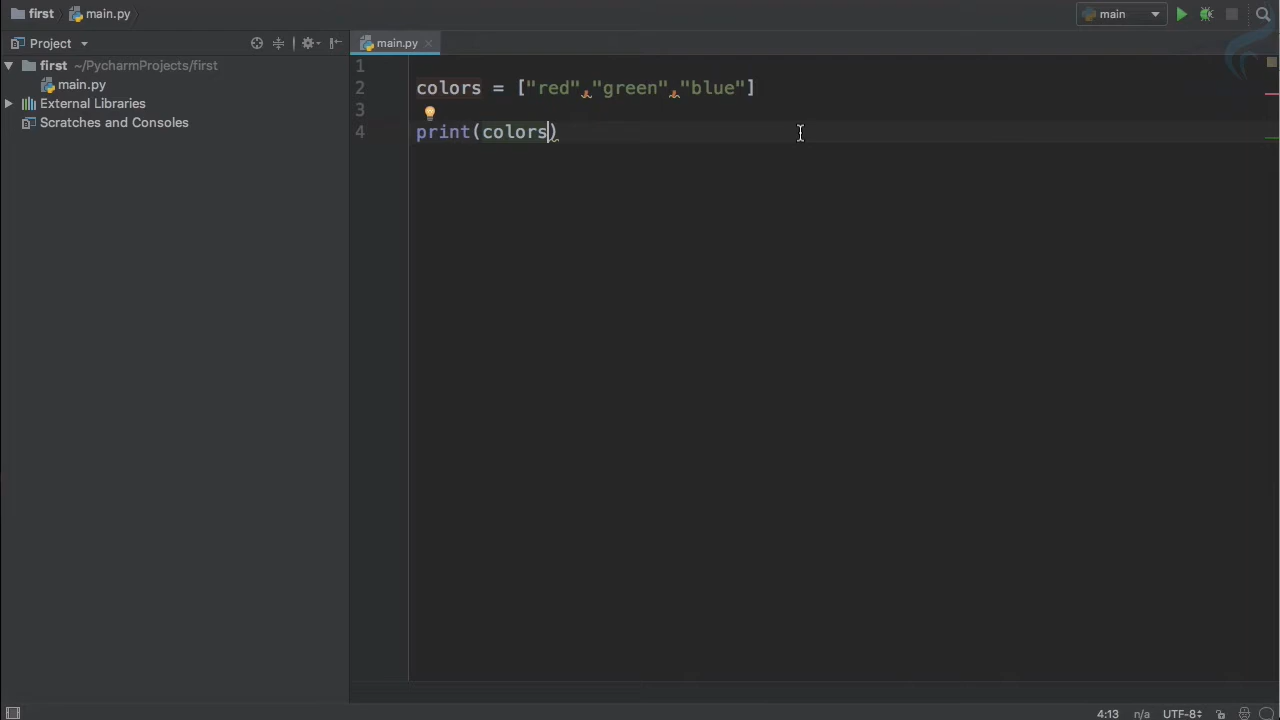 first main.py main
Project main.py
first ~/PycharmProjects/first
main.py
External Libraries
Scratches and Consoles
1
2 colors = ["red","green","blue"]
3
4 print(colors)
4:13 n/a UTF-8